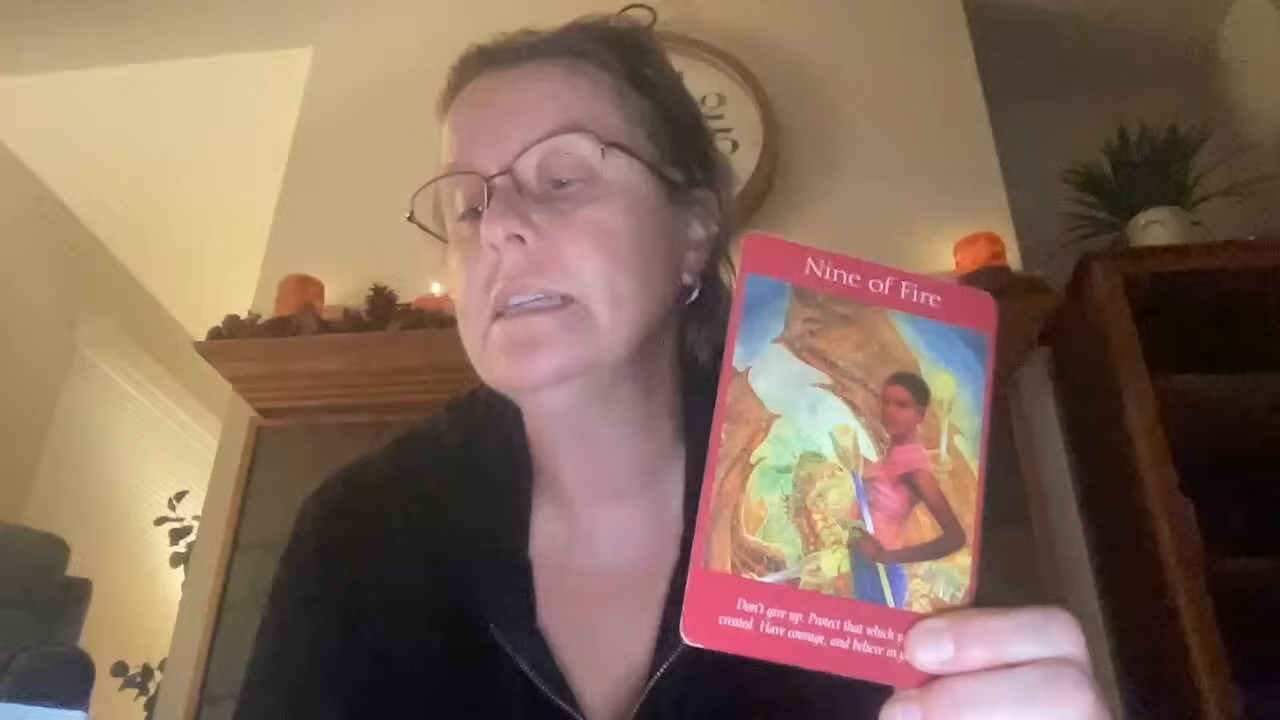 Nine of Fire
Don't give up. Protect that which
created. Have courage, and believe in